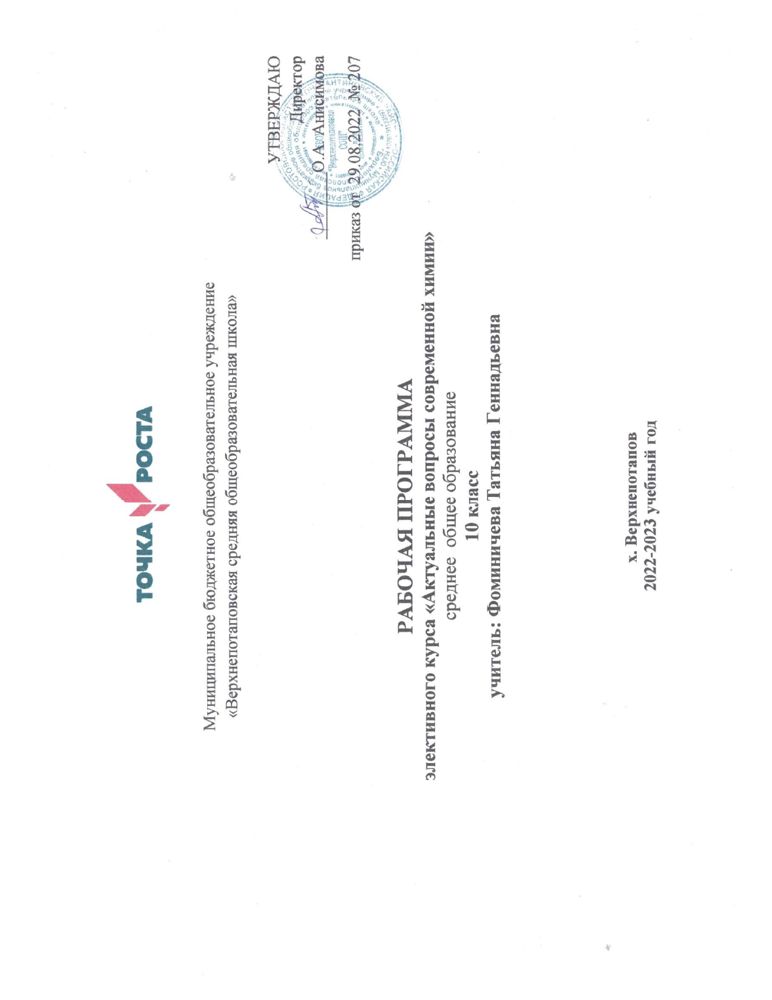 ТОЧКА РОСТА
Муниципальное бюджетное общеобразовательное учреждение
«Верхнепотаповская средняя общеобразовательная школа»
УТВЕРЖДАЮ
Директор
О.А.Анисимова
приказ от 29.08.2022 № 207
РАБОЧАЯ ПРОГРАММА
элективного курса «Актуальные вопросы современной химии»
среднее общее образование
10 класс
учитель: Фоминичева Татьяна Геннадьевна
х. Верхнепотапов
2022-2023 учебный год